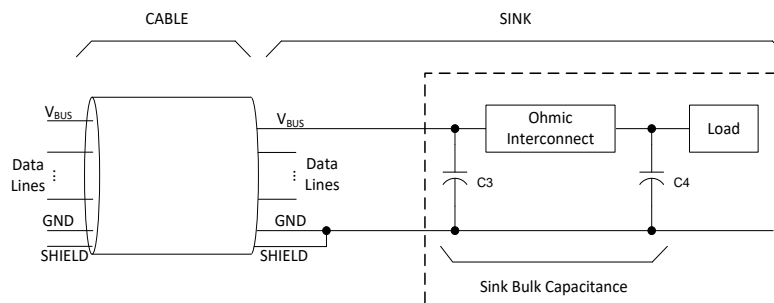 CABLE
SINK
VBUS
Data
Lines
...
GND
SHIELD
VBUS
Data
Lines
...
GND
SHIELD
C3
Ohmic
Interconnect
C4
Load
Sink Bulk Capacitance